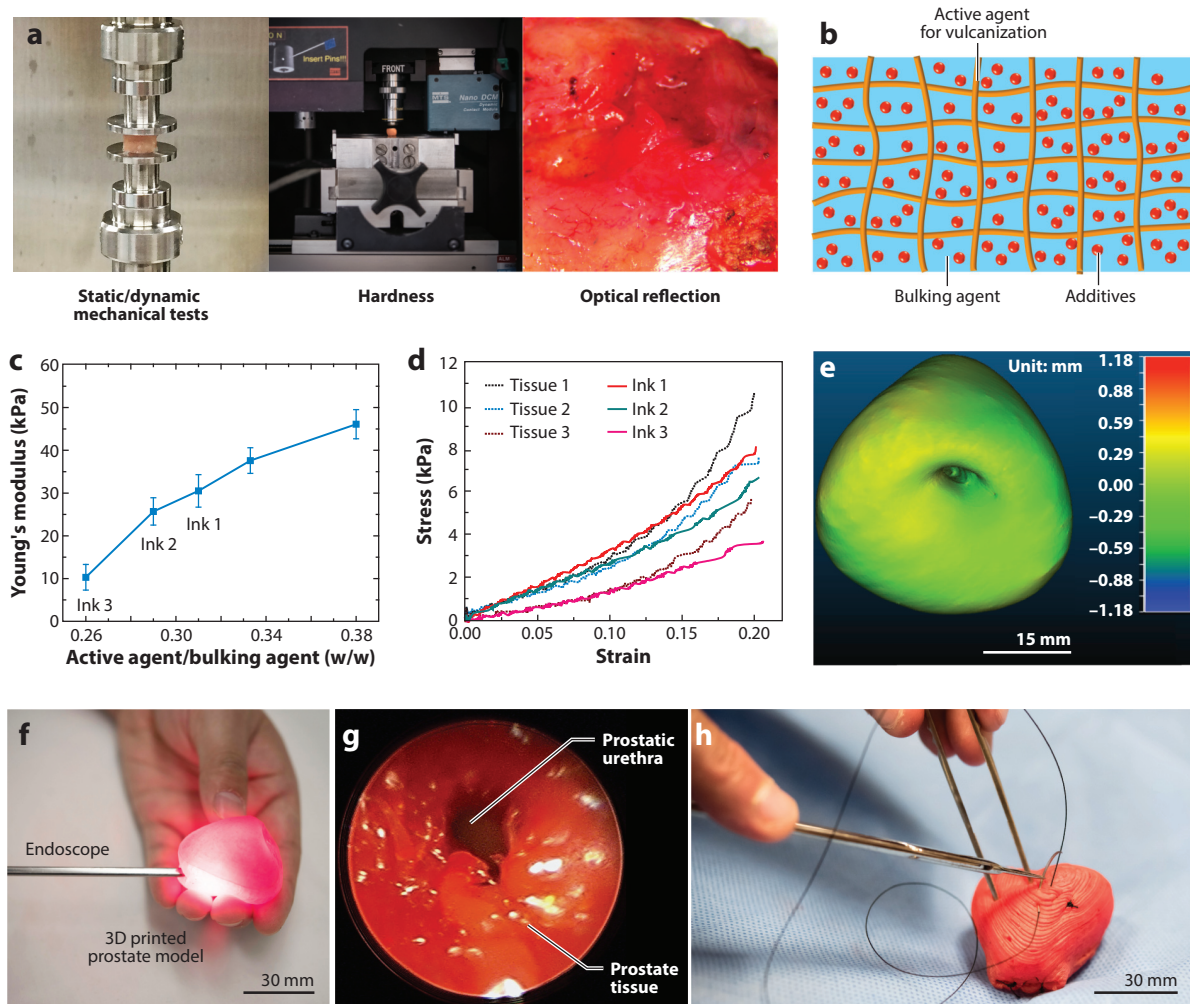 a
ON
Insert Pins!!!
FRONT
MTS
Nano DCM
Static/dynamic
mechanical tests
Hardness
Optical reflection
b
Active agent
for vulcanization
Bulking agent
Additives
c
Young's modulus (kPa)
60
50
40
30
20
10
0
Ink 3
Ink 2
Ink 1
0.26
0.30
0.34
0.38
Active agent/bulking agent (w/w)
d
Stress (kPa)
12
10
8
6
4
2
0
Tissue 1
Tissue 2
Tissue 3
Ink 1
Ink 2
Ink 3
0.00
0.05
0.10
0.15
0.20
Strain
e
Unit: mm
1.18
0.88
0.59
0.29
0.00
−0.29
−0.59
−0.88
−1.18
15 mm
f
Endoscope
3D printed
prostate model
30 mm
g
Prostatic
urethra
Prostate
tissue
h
30 mm